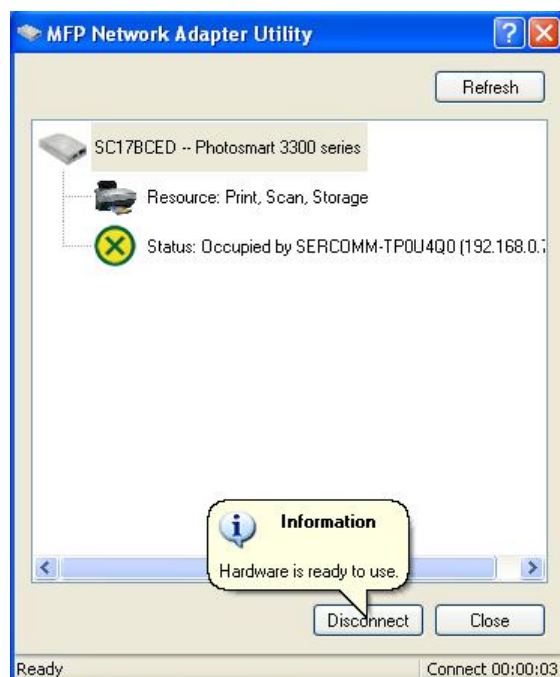 MFP Network Adapter Utility
Refresh
SC17BCED -- Photosmart 3300 series
Resource: Print, Scan, Storage
Status: Occupied by SERCOMM-TP0U4Q0 (192.168.0.
Information
Hardware is ready to use.
Disconnect
Close
Ready
Connect 00:00:03